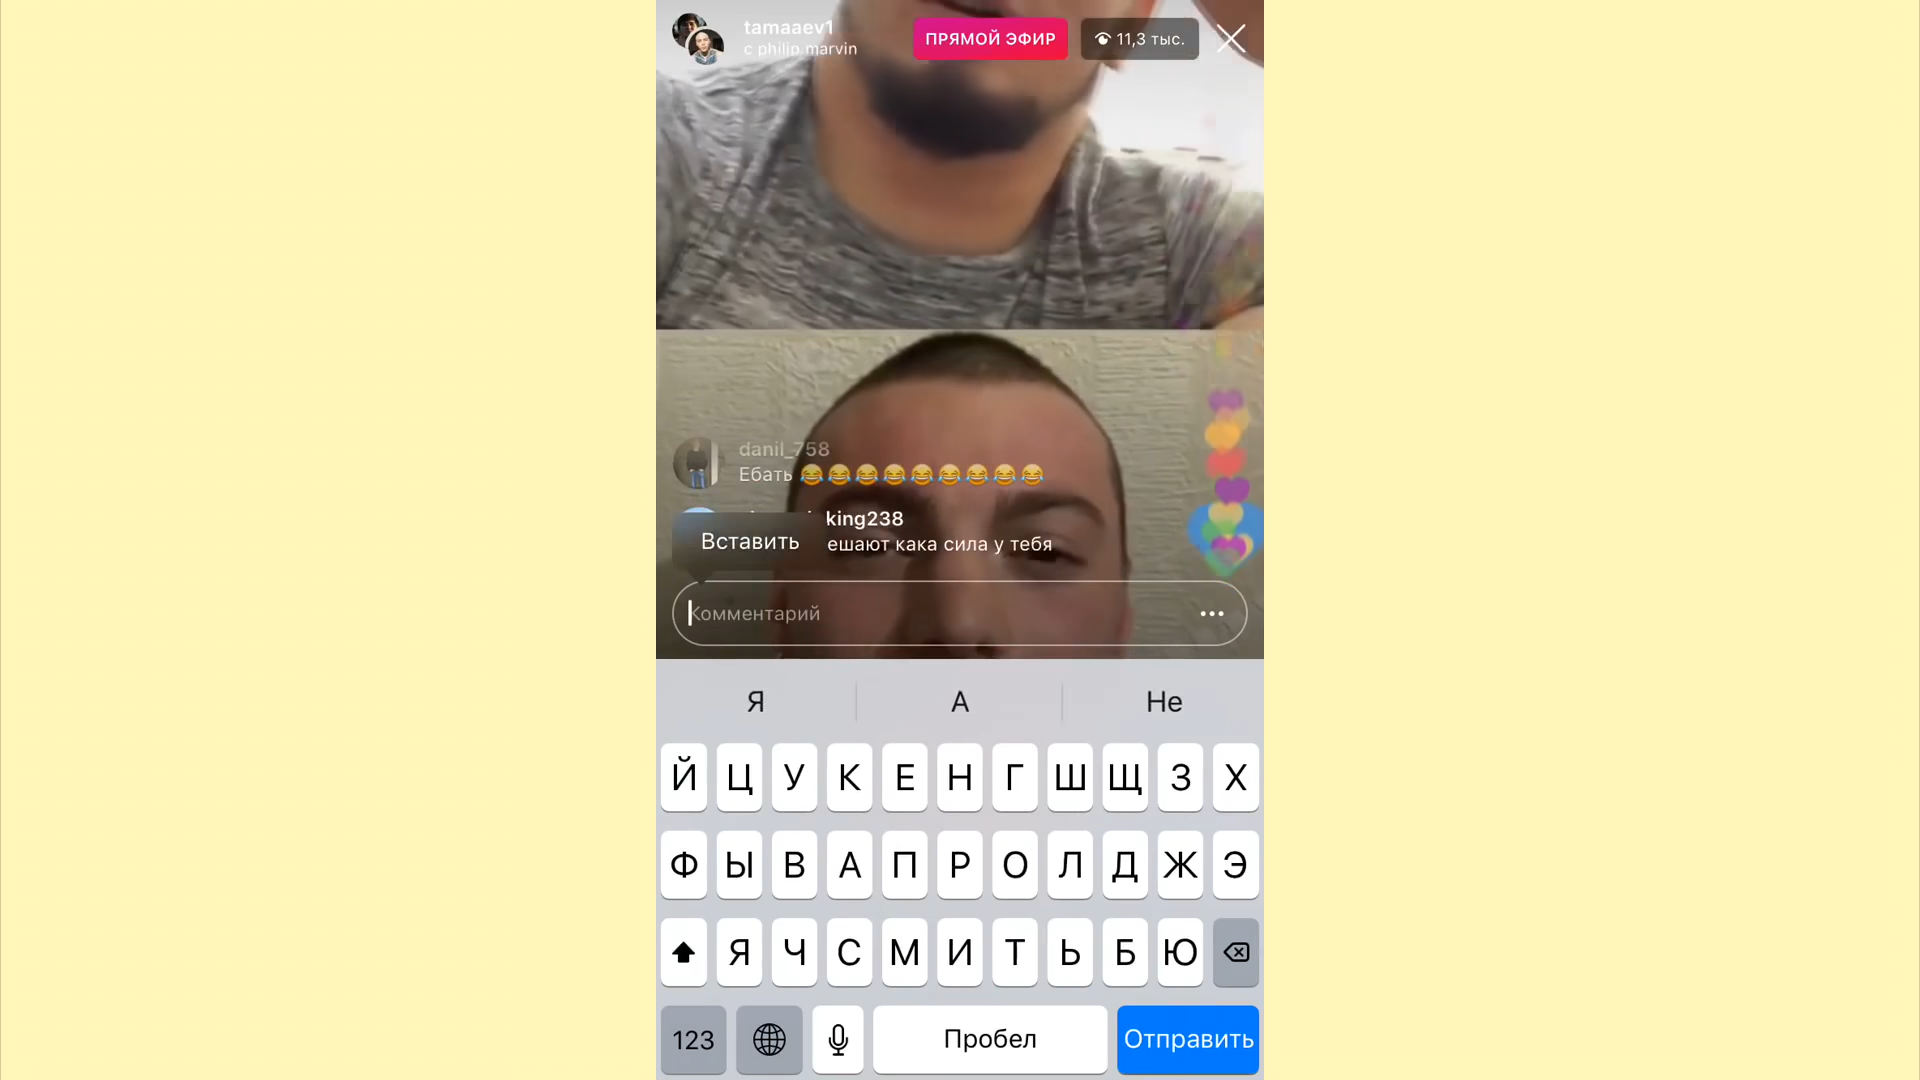 tamaaev1
с philip.marvin
ПРЯМОЙ ЭФИР
11,3 тыс.
danil_758
Ебать 😂😂😂😂😂😂😂😂😂
king238
ешают кака сила у тебя
Вставить
Комментарий
Я А Не
Й Ц У К Е Н Г Ш Щ З Х
Ф Ы В А П Р О Л Д Ж Э
Я Ч С М И Т Ь Б Ю
123 Пробел Отправить